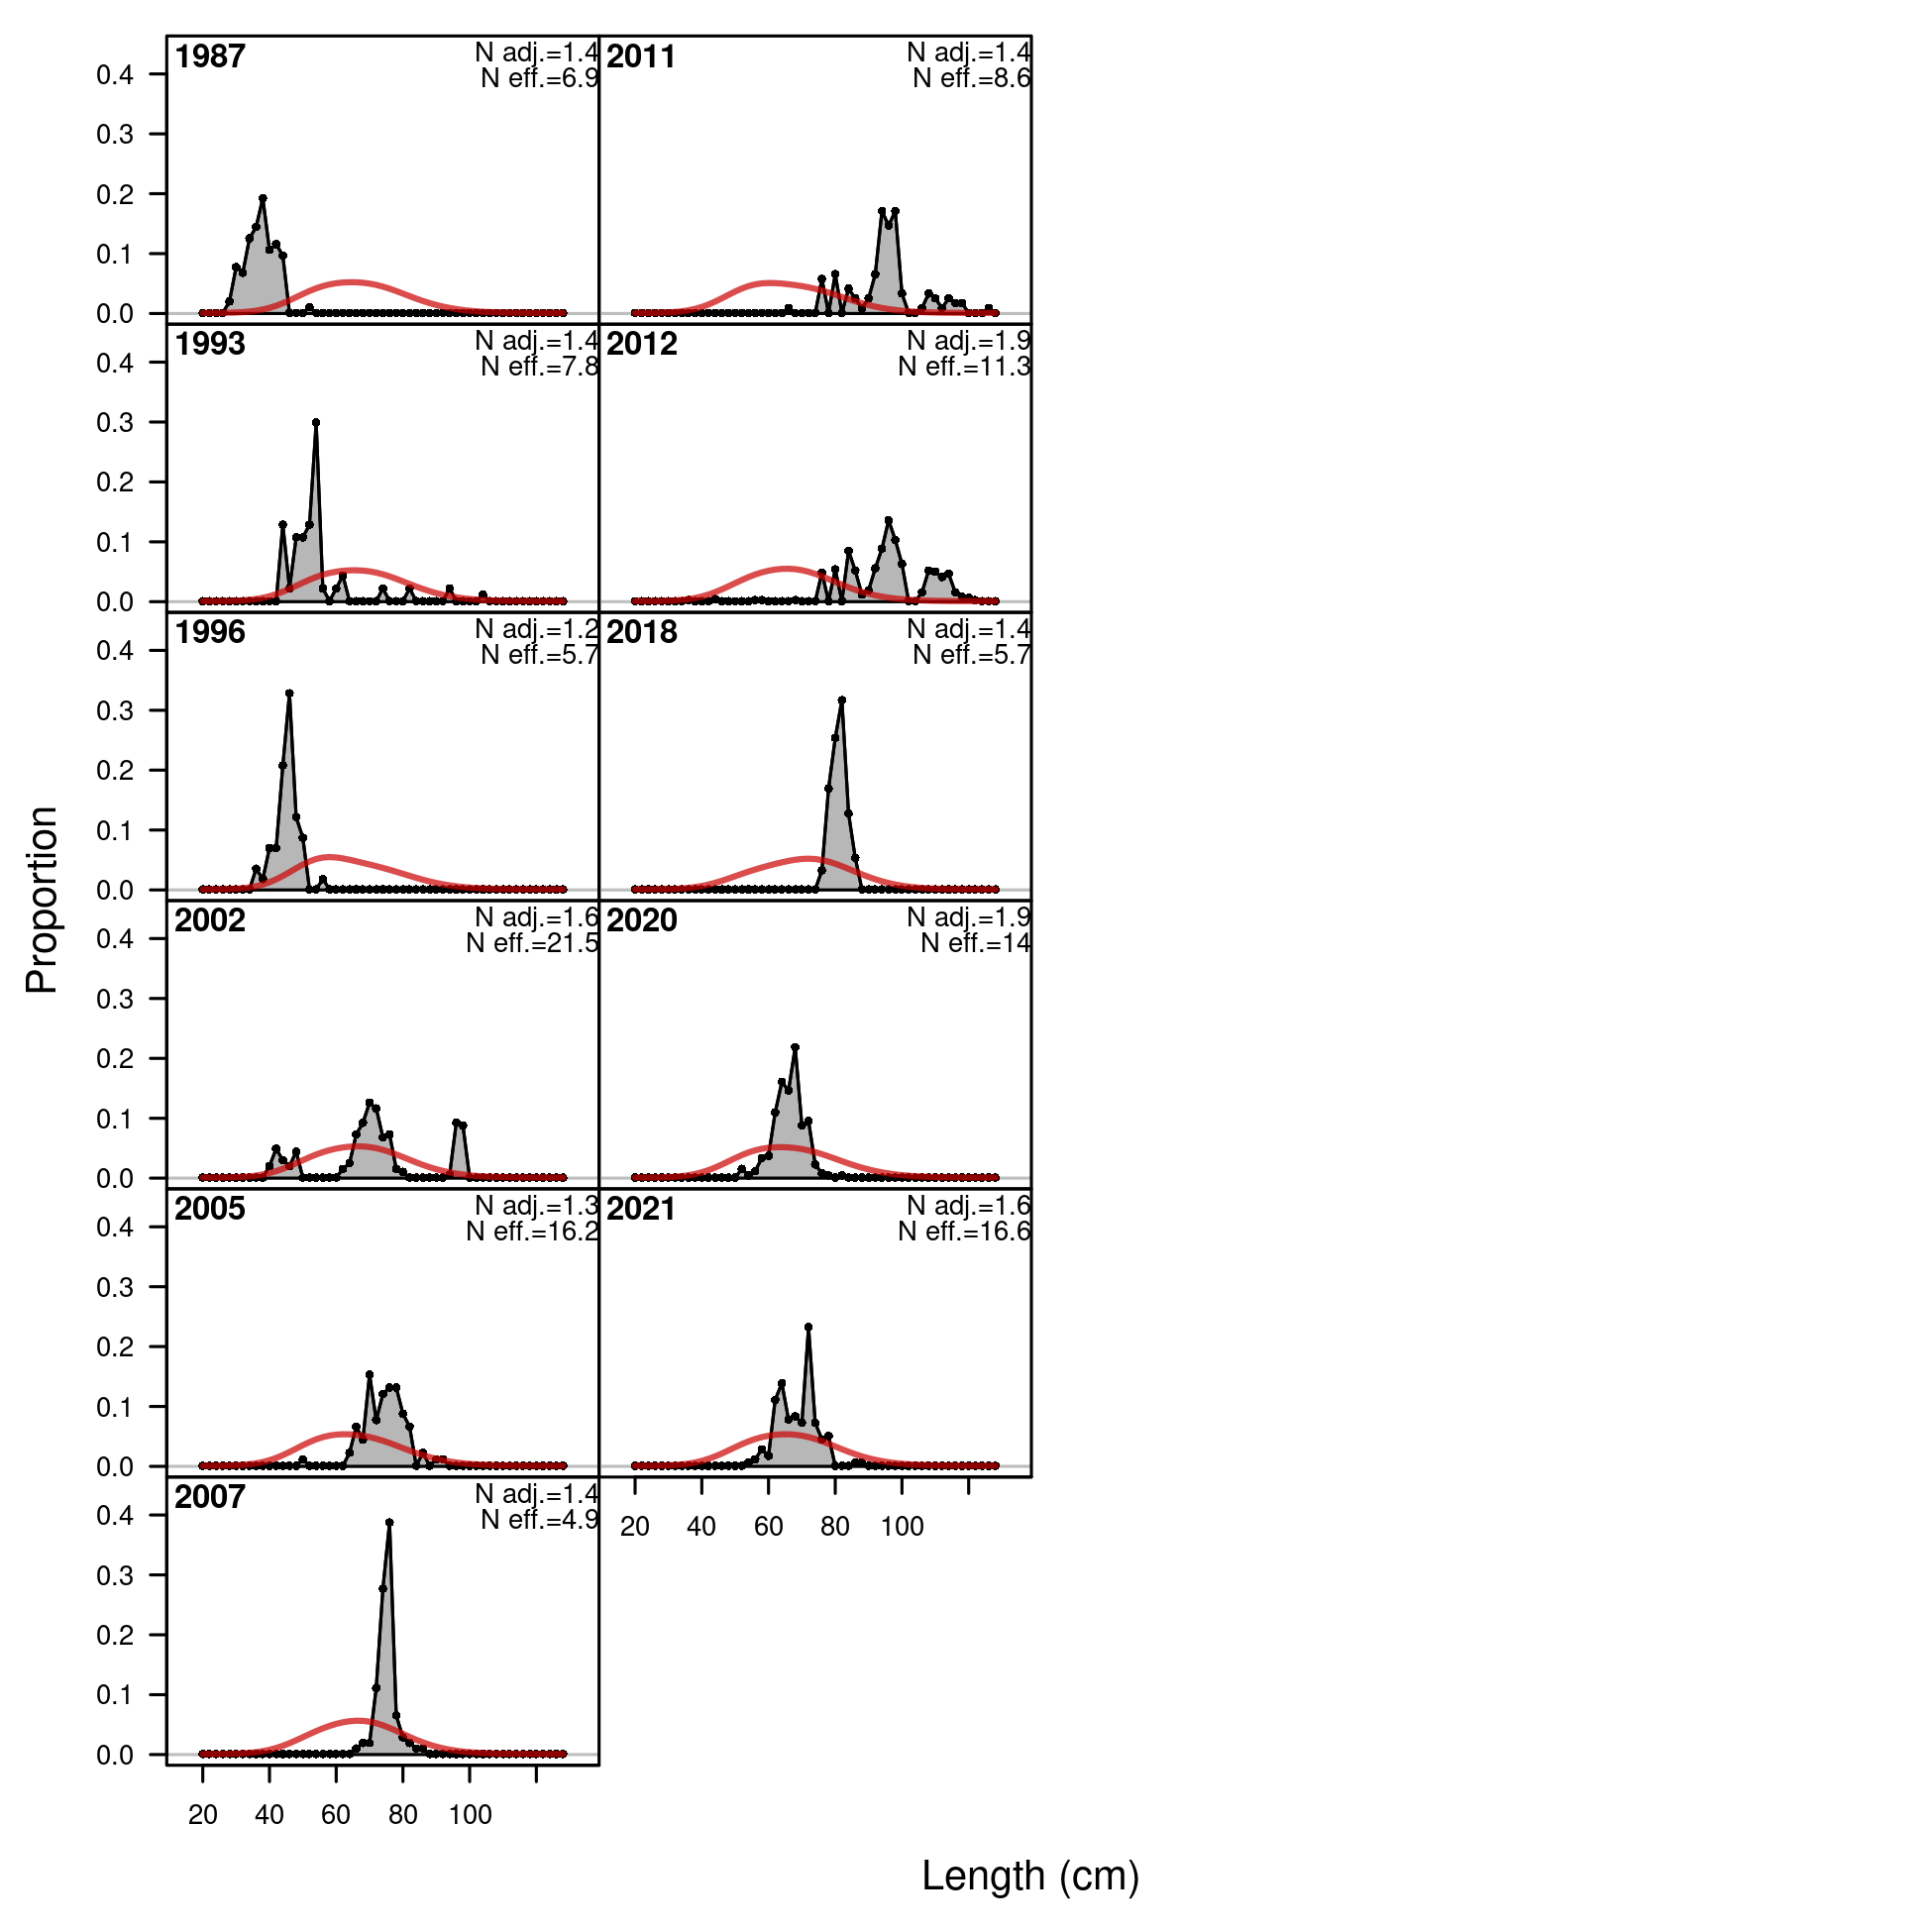 Proportion
1987
N adj.=1.4
N eff.=6.9
0.4
0.3
0.2
0.1
0.0
1993
N adj.=1.4
N eff.=7.8
0.4
0.3
0.2
0.1
0.0
1996
N adj.=1.2
N eff.=5.7
0.4
0.3
0.2
0.1
0.0
2002
N adj.=1.6
N eff.=21.5
0.4
0.3
0.2
0.1
0.0
2005
N adj.=1.3
N eff.=16.2
0.4
0.3
0.2
0.1
0.0
2007
N adj.=1.4
N eff.=4.9
0.4
0.3
0.2
0.1
0.0
20 40 60 80 100
2011
N adj.=1.4
N eff.=8.6
2012
N adj.=1.9
N eff.=11.3
2018
N adj.=1.4
N eff.=5.7
2020
N adj.=1.9
N eff.=14
2021
N adj.=1.6
N eff.=16.6
20 40 60 80 100
Length (cm)